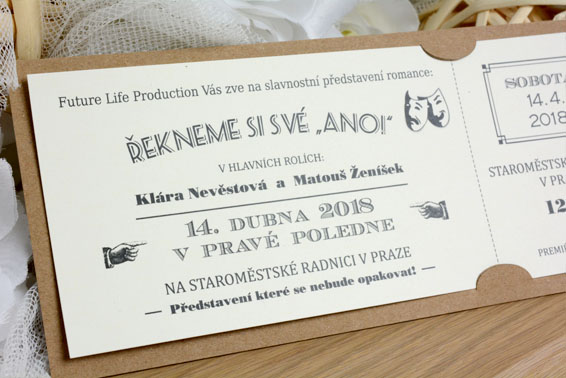 Future Life Production Vás zve na slavnostní představení romance:
ŘEKNEME SI SVÉ „ANO!“
V HLAVNÍCH ROLÍCH:
Klára Nevěstová a Matouš Ženíšek
14. DUBNA 2018
V PRAVÉ POLEDNE
NA STAROMĚSTSKÉ RADNICI V PRAZE
— Představení které se nebude opakovat! —
SOBOTA
14.4.
2018
STAROMĚSTSK
V PR
12
PREMIÉ